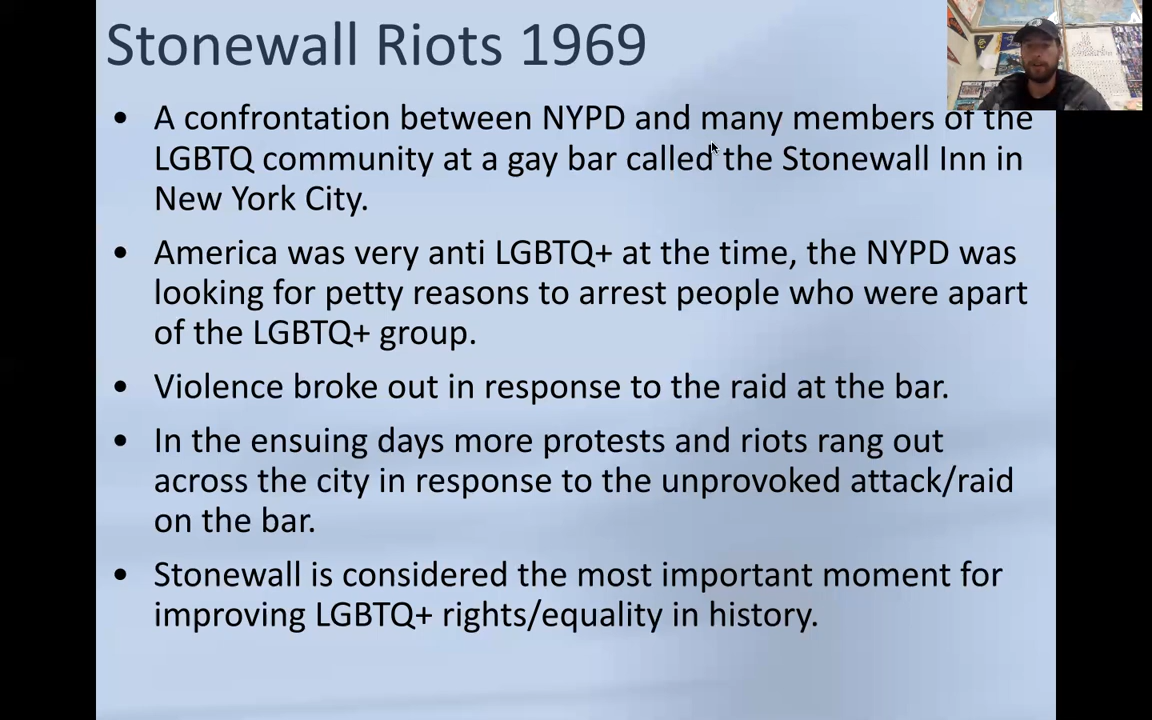 Stonewall Riots 1969
• A confrontation between NYPD and many members of the
LGBTQ community at a gay bar called the Stonewall Inn in
New York City.
• America was very anti LGBTQ+ at the time, the NYPD was
looking for petty reasons to arrest people who were apart
of the LGBTQ+ group.
• Violence broke out in response to the raid at the bar.
• In the ensuing days more protests and riots rang out
across the city in response to the unprovoked attack/raid
on the bar.
• Stonewall is considered the most important moment for
improving LGBTQ+ rights/equality in history.